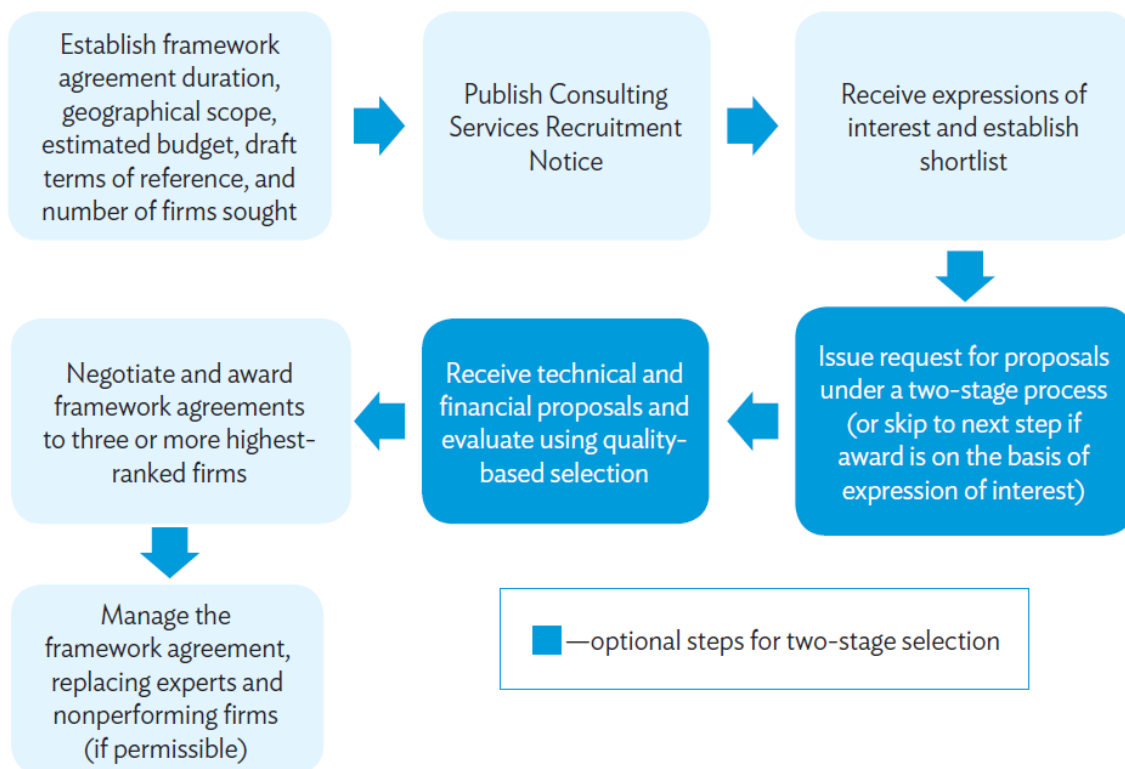 Establish framework
agreement duration,
geographical scope,
estimated budget, draft
terms of reference, and
number of firms sought
Publish Consulting
Services Recruitment
Notice
Receive expressions of
interest and establish
shortlist
Issue request for proposals
under a two-stage process
(or skip to next step if
award is on the basis of
expression of interest)
Receive technical and
financial proposals and
evaluate using quality-
based selection
Negotiate and award
framework agreements
to three or more highest-
ranked firms
Manage the
framework agreement,
replacing experts and
nonperforming firms
(if permissible)
—optional steps for two-stage selection